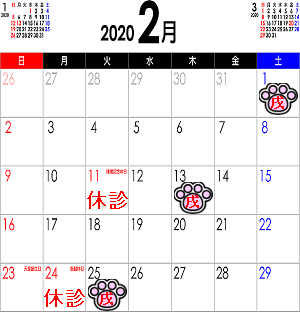 1
2020
日 月 火 水 木 金 土
3
2020
日 月 火 水 木 金 土
2020 2月
日 月 火 水 木 金 土
26 27 28 29 30 31 1
戌
2 3 4 5 6 7 8
9 10 11 建国記念の日 12 13 14 15
休診 戌
16 17 18 19 20 21 22
23 天皇誕生日 24 振替休日 25 26 27 28 29
休診 戌